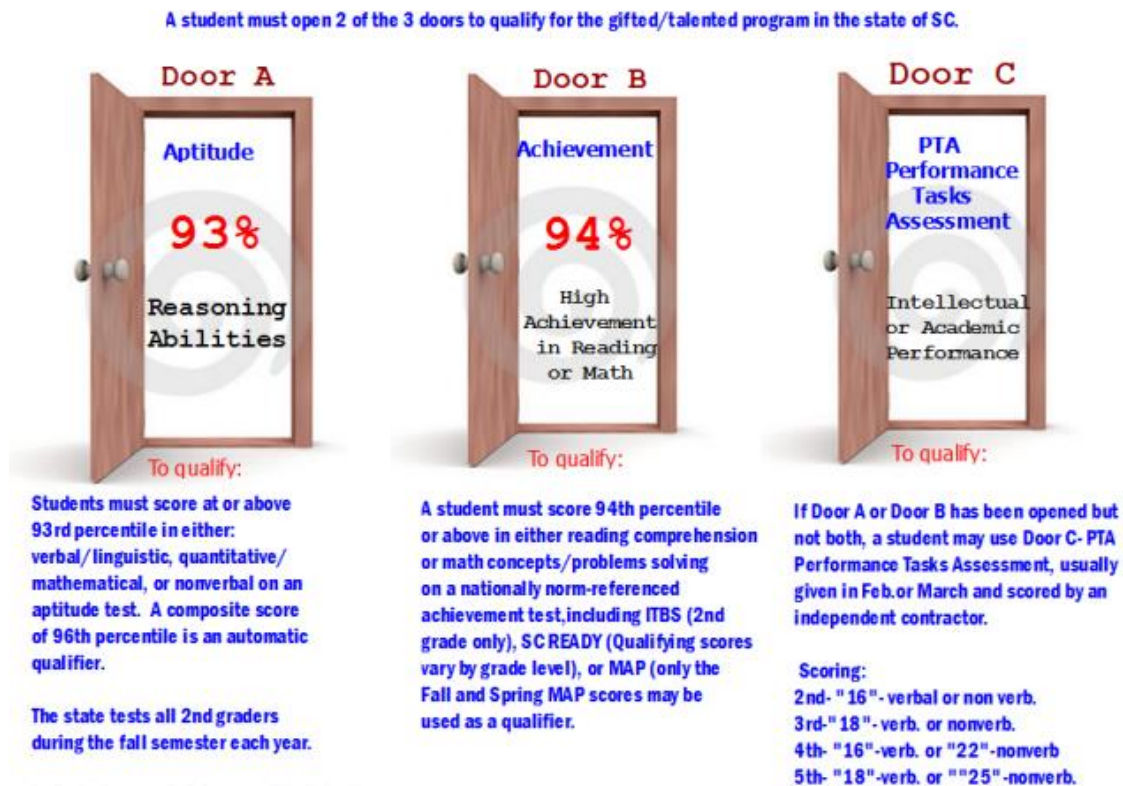 A student must open 2 of the 3 doors to qualify for the gifted/talented program in the state of SC.
Door A
Aptitude
93%
Reasoning
Abilities
To qualify:
Students must score at or above
93rd percentile in either:
verbal/linguistic, quantitative/
mathematical, or nonverbal on an
aptitude test. A composite score
of 96th percentile is an automatic
qualifier.
The state tests all 2nd graders
during the fall semester each year.
Door B
Achievement
94%
High
Achievement
in Reading
or Math
To qualify:
A student must score 94th percentile
or above in either reading comprehension
or math concepts/problems solving
on a nationally norm-referenced
achievement test,including ITBS (2nd
grade only), SC READY (Qualifying scores
vary by grade level), or MAP (only the
Fall and Spring MAP scores may be
used as a qualifier.
Door C
PTA
Performance
Tasks
Assessment
Intellectual
or Academic
Performance
To qualify:
If Door A or Door B has been opened but
not both, a student may use Door C- PTA
Performance Tasks Assessment, usually
given in Feb.or March and scored by an
independent contractor.
Scoring:
2nd- "16"- verbal or non verb.
3rd-"18"- verb. or nonverb.
4th- "16"-verb. or "22"-nonverb
5th- "18"-verb. or ""25"-nonverb.